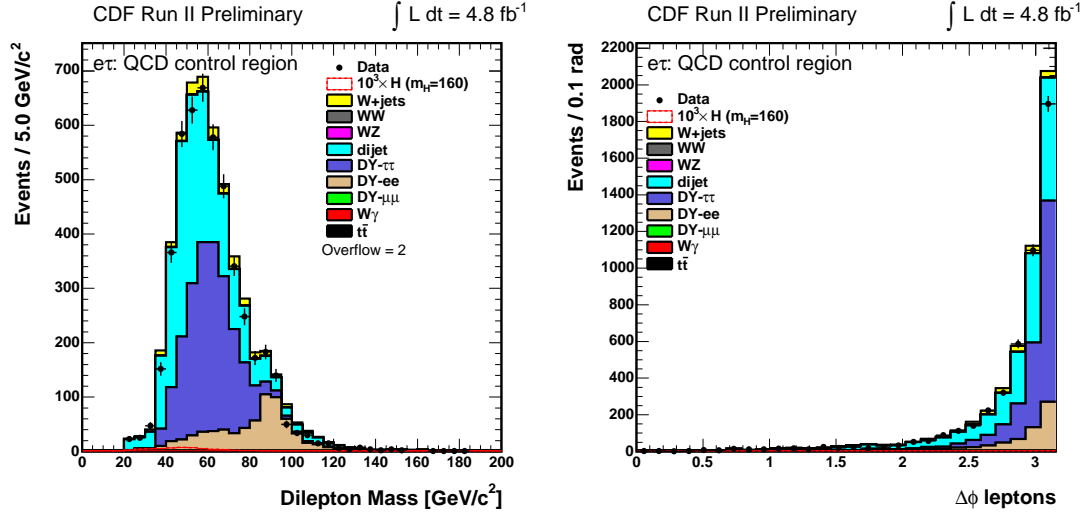 CDF Run II Preliminary
∫ L dt = 4.8 fb⁻¹
Events / 5.0 GeV/c²
eτ: QCD control region
Data
10³ × H (m_H=160)
W+jets
WW
WZ
dijet
DY-ττ
DY-ee
DY-μμ
Wγ
tt̄
Overflow = 2
700
600
500
400
300
200
100
0
0 20 40 60 80 100 120 140 160 180 200
Dilepton Mass [GeV/c²]
CDF Run II Preliminary
∫ L dt = 4.8 fb⁻¹
Events / 0.1 rad
eτ: QCD control region
Data
10³ × H (m_H=160)
W+jets
WW
WZ
dijet
DY-ττ
DY-ee
DY-μμ
Wγ
tt̄
2200
2000
1800
1600
1400
1200
1000
800
600
400
200
0
0 0.5 1 1.5 2 2.5 3
Δϕ leptons